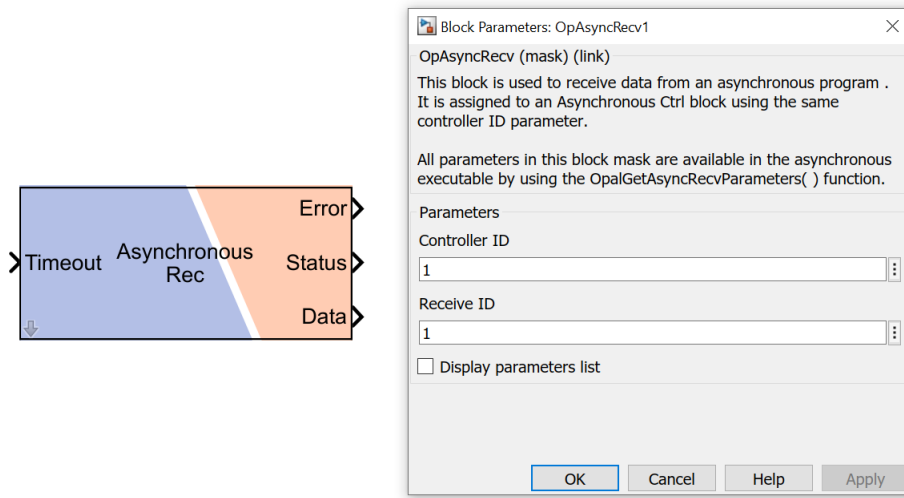 Timeout
Asynchronous
Rec
Error
Status
Data
Block Parameters: OpAsyncRecv1
OpAsyncRecv (mask) (link)
This block is used to receive data from an asynchronous program .
It is assigned to an Asynchronous Ctrl block using the same
controller ID parameter.
All parameters in this block mask are available in the asynchronous
executable by using the OpalGetAsyncRecvParameters( ) function.
Parameters
Controller ID
1
Receive ID
1
Display parameters list
OK Cancel Help Apply